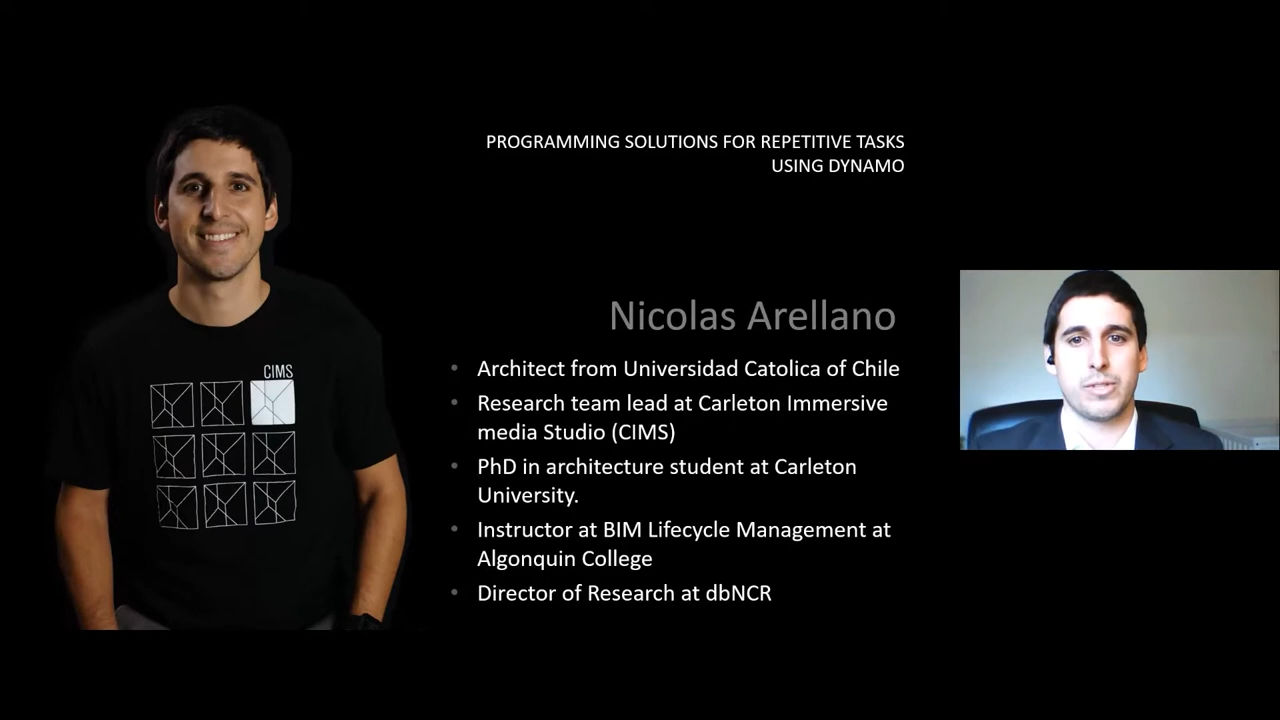 PROGRAMMING SOLUTIONS FOR REPETITIVE TASKS
USING DYNAMO
Nicolas Arellano
CIMS
• Architect from Universidad Catolica of Chile
• Research team lead at Carleton Immersive
media Studio (CIMS)
• PhD in architecture student at Carleton
University.
• Instructor at BIM Lifecycle Management at
Algonquin College
• Director of Research at dbNCR